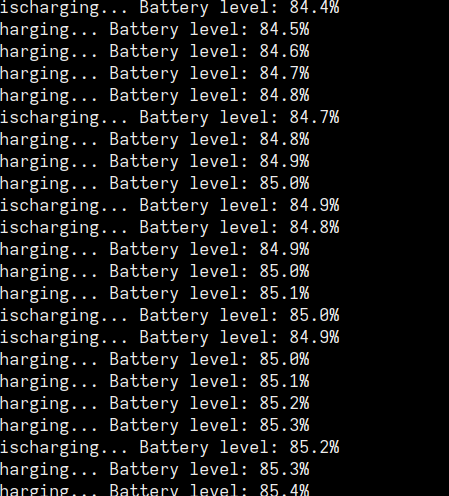 ischarging... Battery level: 84.4%
harging... Battery level: 84.5%
harging... Battery level: 84.6%
harging... Battery level: 84.7%
harging... Battery level: 84.8%
ischarging... Battery level: 84.7%
harging... Battery level: 84.8%
harging... Battery level: 84.9%
harging... Battery level: 85.0%
ischarging... Battery level: 84.9%
ischarging... Battery level: 84.8%
harging... Battery level: 84.9%
harging... Battery level: 85.0%
harging... Battery level: 85.1%
ischarging... Battery level: 85.0%
ischarging... Battery level: 84.9%
harging... Battery level: 85.0%
harging... Battery level: 85.1%
harging... Battery level: 85.2%
harging... Battery level: 85.3%
ischarging... Battery level: 85.2%
harging... Battery level: 85.3%
harging... Battery level: 85.4%